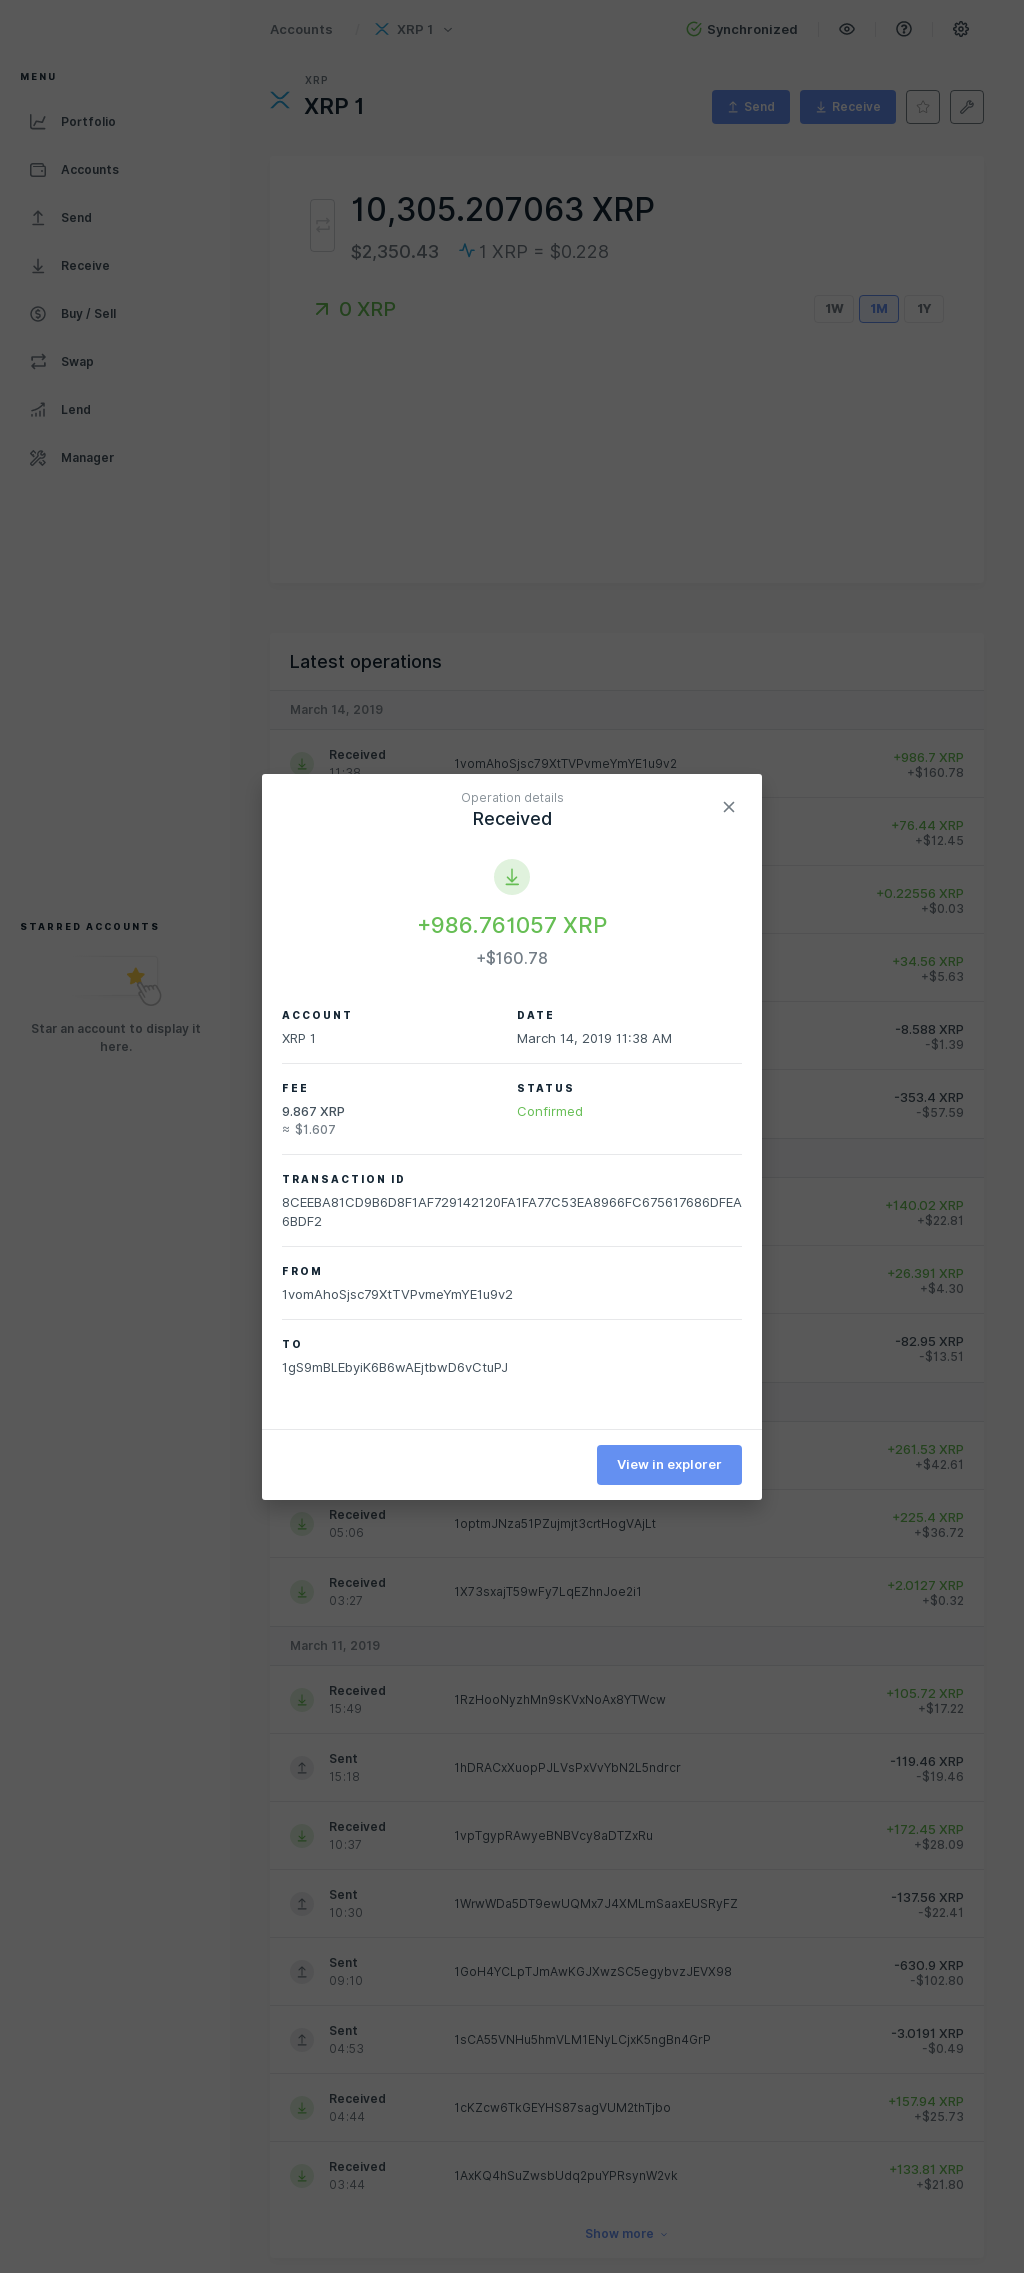 Accounts / XRP 1
Synchronized
MENU
Portfolio
Accounts
Send
Receive
Buy / Sell
Swap
Lend
Manager
STARRED ACCOUNTS
Star an account to display it
here.
XRP
XRP 1
Send
Receive
10,305.207063 XRP
$2,350.43
1 XRP = $0.228
0 XRP
1W
1M
1Y
Latest operations
March 14, 2019
Received
11:38
1vomAhoSjsc79XtTVPvmeYmYE1u9v2
+986.7 XRP
+$160.78
+76.44 XRP
+$12.45
+0.22556 XRP
+$0.03
+34.56 XRP
+$5.63
-8.588 XRP
-$1.39
-353.4 XRP
-$57.59
+140.02 XRP
+$22.81
+26.391 XRP
+$4.30
-82.95 XRP
-$13.51
+261.53 XRP
+$42.61
Operation details
Received
+986.761057 XRP
+$160.78
ACCOUNT
XRP 1
DATE
March 14, 2019 11:38 AM
FEE
9.867 XRP
≈ $1.607
STATUS
Confirmed
TRANSACTION ID
8CEEBA81CD9B6D8F1AF729142120FA1FA77C53EA8966FC675617686DFEA
6BDF2
FROM
1vomAhoSjsc79XtTVPvmeYmYE1u9v2
TO
1gS9mBLEbyiK6B6wAEjtbwD6vCtuPJ
View in explorer
Received
05:06
1optmJNza51PZujmjt3crtHogVAjLt
+225.4 XRP
+$36.72
Received
03:27
1X73sxajT59wFy7LqEZhnJoe2i1
+2.0127 XRP
+$0.32
March 11, 2019
Received
15:49
1RzHooNyzhMn9sKVxNoAx8YTWcw
+105.72 XRP
+$17.22
Sent
15:18
1hDRACxXuopPJLVsPxVvYbN2L5ndrcr
-119.46 XRP
-$19.46
Received
10:37
1vpTgypRAwyeBNBVcy8aDTZxRu
+172.45 XRP
+$28.09
Sent
10:30
1WrwWDa5DT9ewUQMx7J4XMLmSaaxEUSRyFZ
-137.56 XRP
-$22.41
Sent
09:10
1GoH4YCLpTJmAwKGJXwzSC5egybvzJEVX98
-630.9 XRP
-$102.80
Sent
04:53
1sCA55VNHu5hmVLM1ENyLCjxK5ngBn4GrP
-3.0191 XRP
-$0.49
Received
04:44
1cKZcw6TkGEYHS87sagVUM2thTjbo
+157.94 XRP
+$25.73
Received
03:44
1AxKQ4hSuZwsbUdq2puYPRsynW2vk
+133.81 XRP
+$21.80
Show more